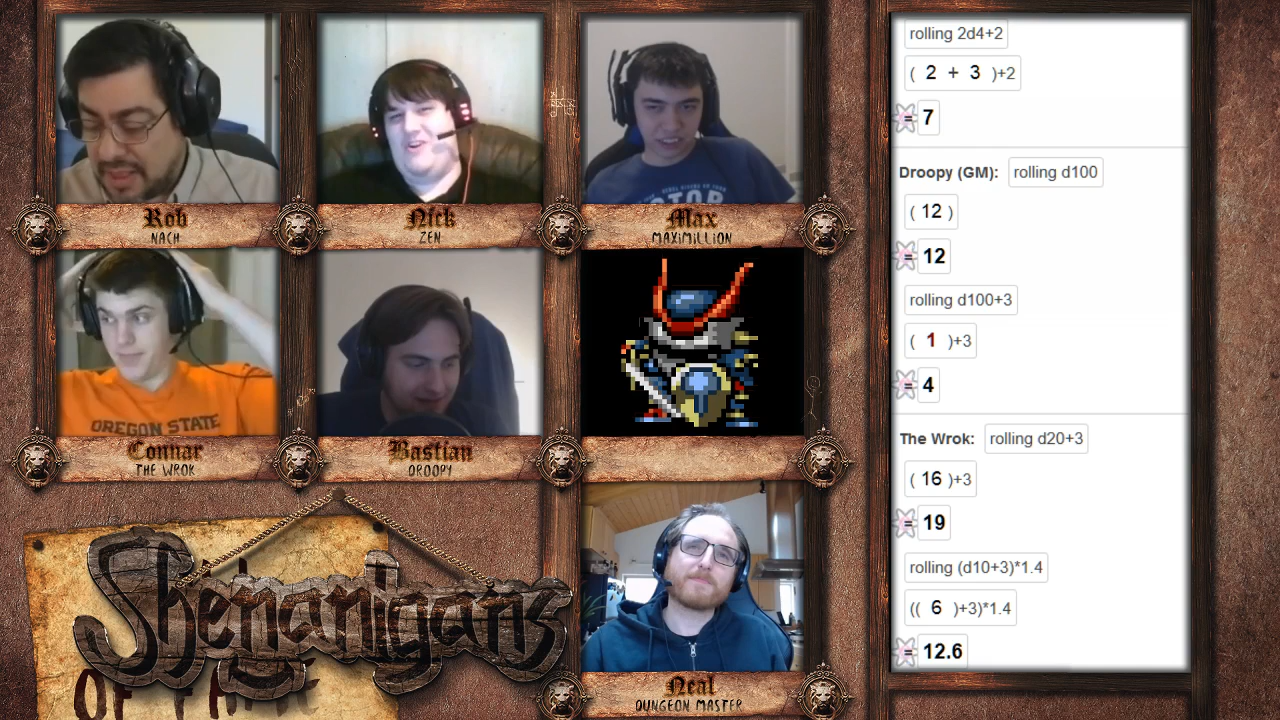 Rob
NACH
Nick
ZEN
Max
MAXIMILLION
OREGON STATE
Connar
THE WROK
Bastian
DROOPY
Shenanigans
OF
Neal
DUNGEON MASTER
rolling 2d4+2
( 2 + 3 )+2
= 7
Droopy (GM): rolling d100
( 12 )
= 12
rolling d100+3
( 1 )+3
= 4
The Wrok: rolling d20+3
( 16 )+3
= 19
rolling (d10+3)*1.4
(( 6 )+3)*1.4
= 12.6